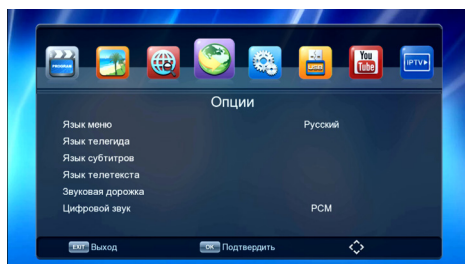 PROGRAM
USB
You Tube
IPTV
Опции
Язык меню Русский
Язык телегида
Язык субтитров
Язык телетекста
Звуковая дорожка
Цифровой звук PCM
EXIT Выход OK Подтвердить